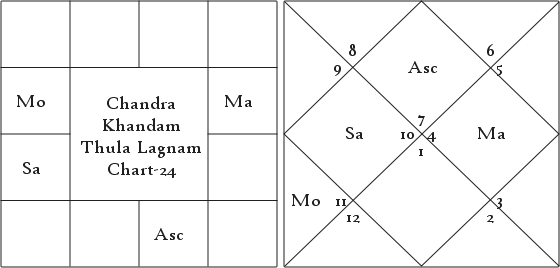 Mo
Chandra
Khandam
Thula Lagnam
Chart-24
Ma
Sa
Asc
8
6
9
Asc
5
7
Sa
10
4
Ma
1
Mo
11
3
12
2